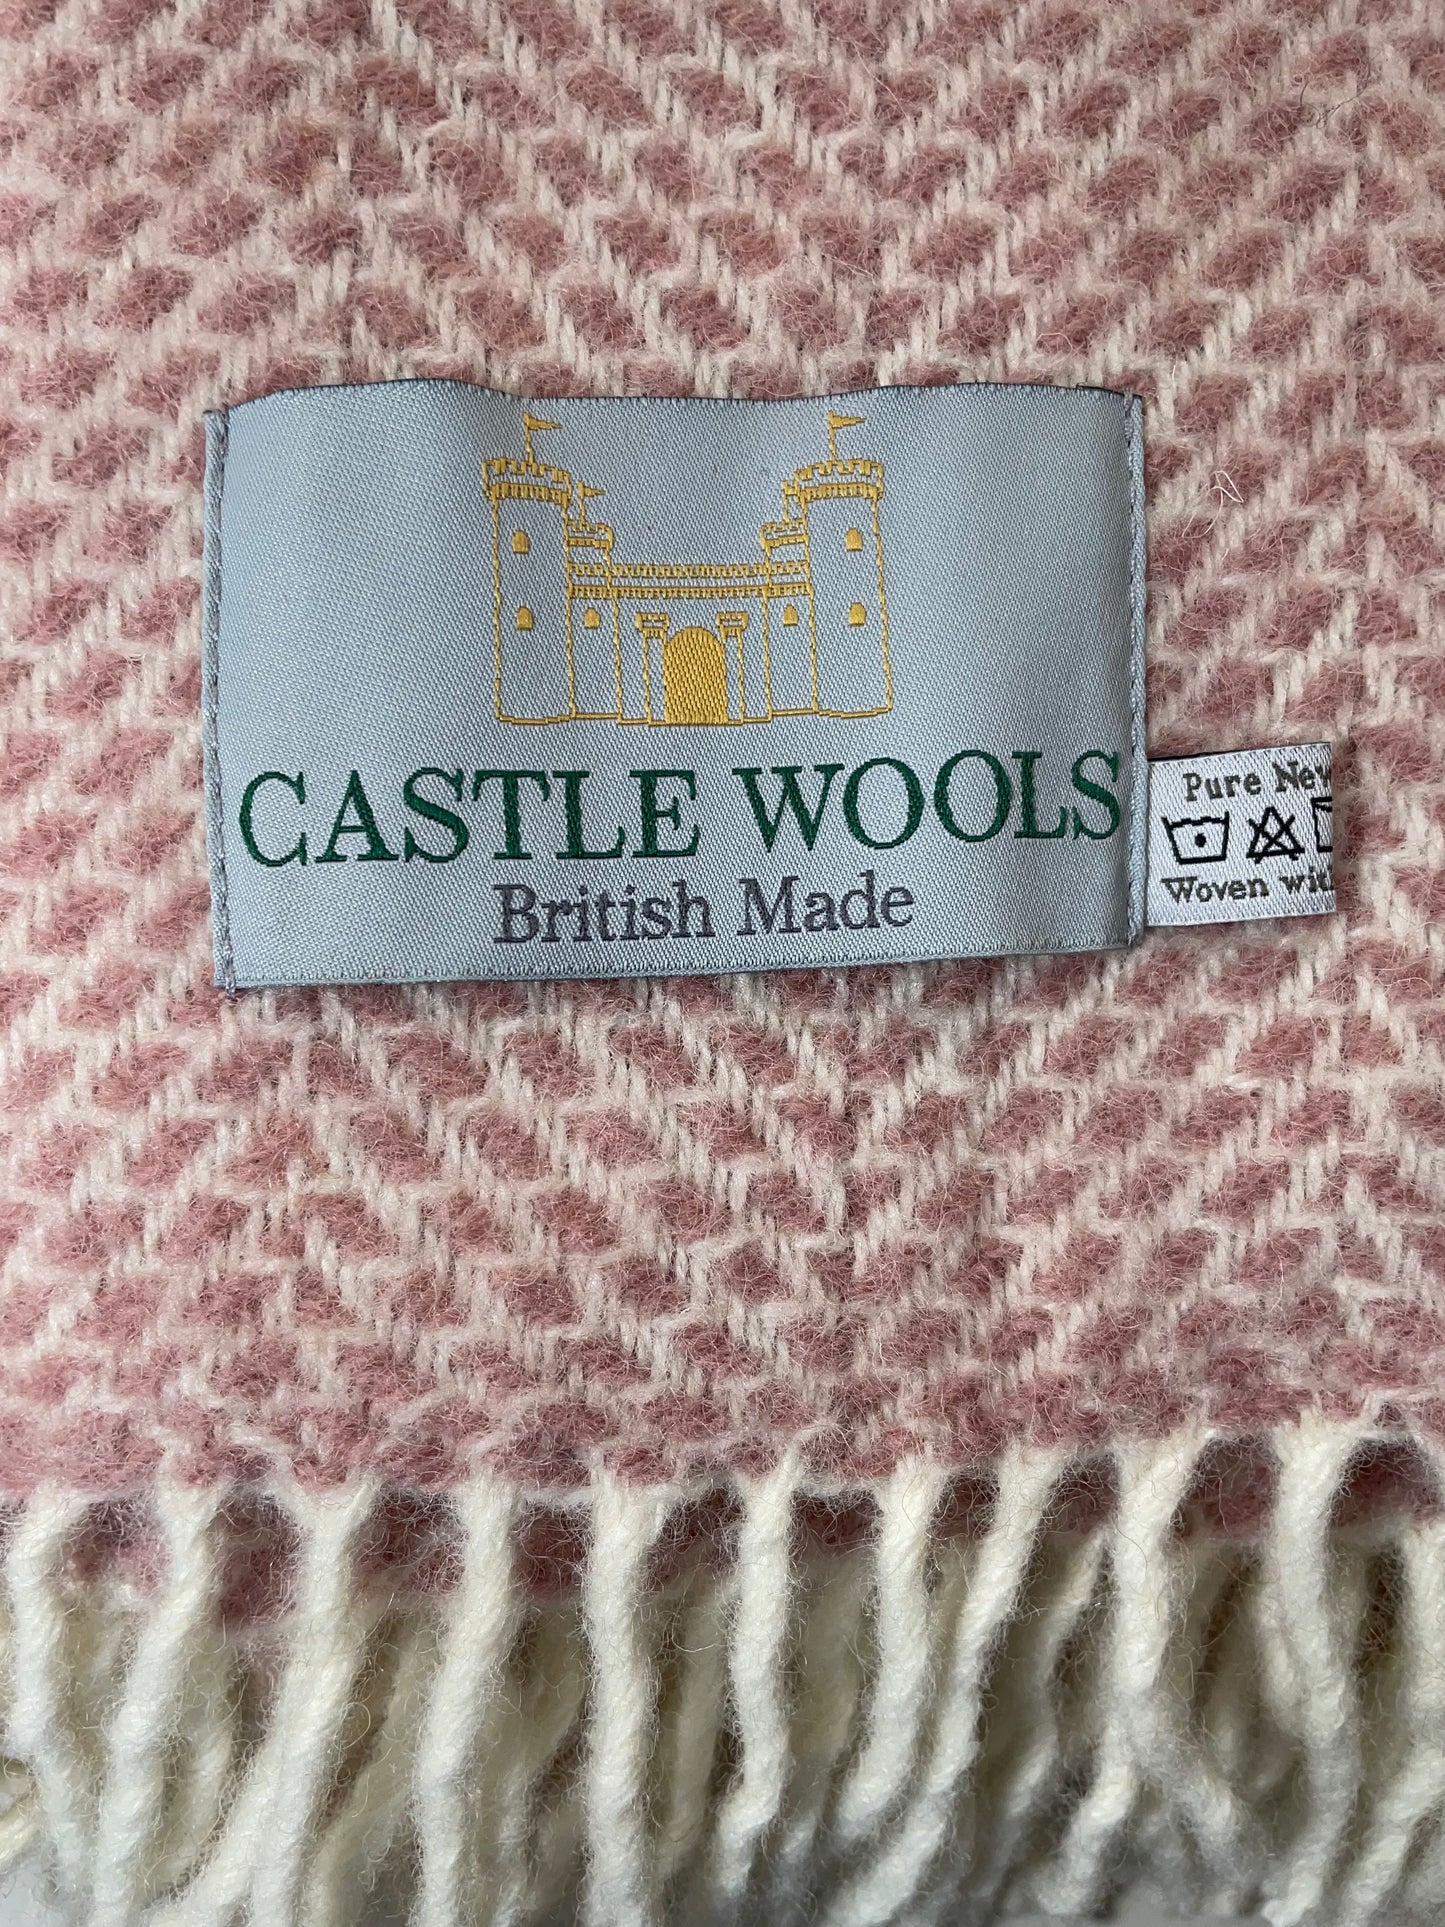 CASTLE WOOLS
British Made
Pure New
Woven with